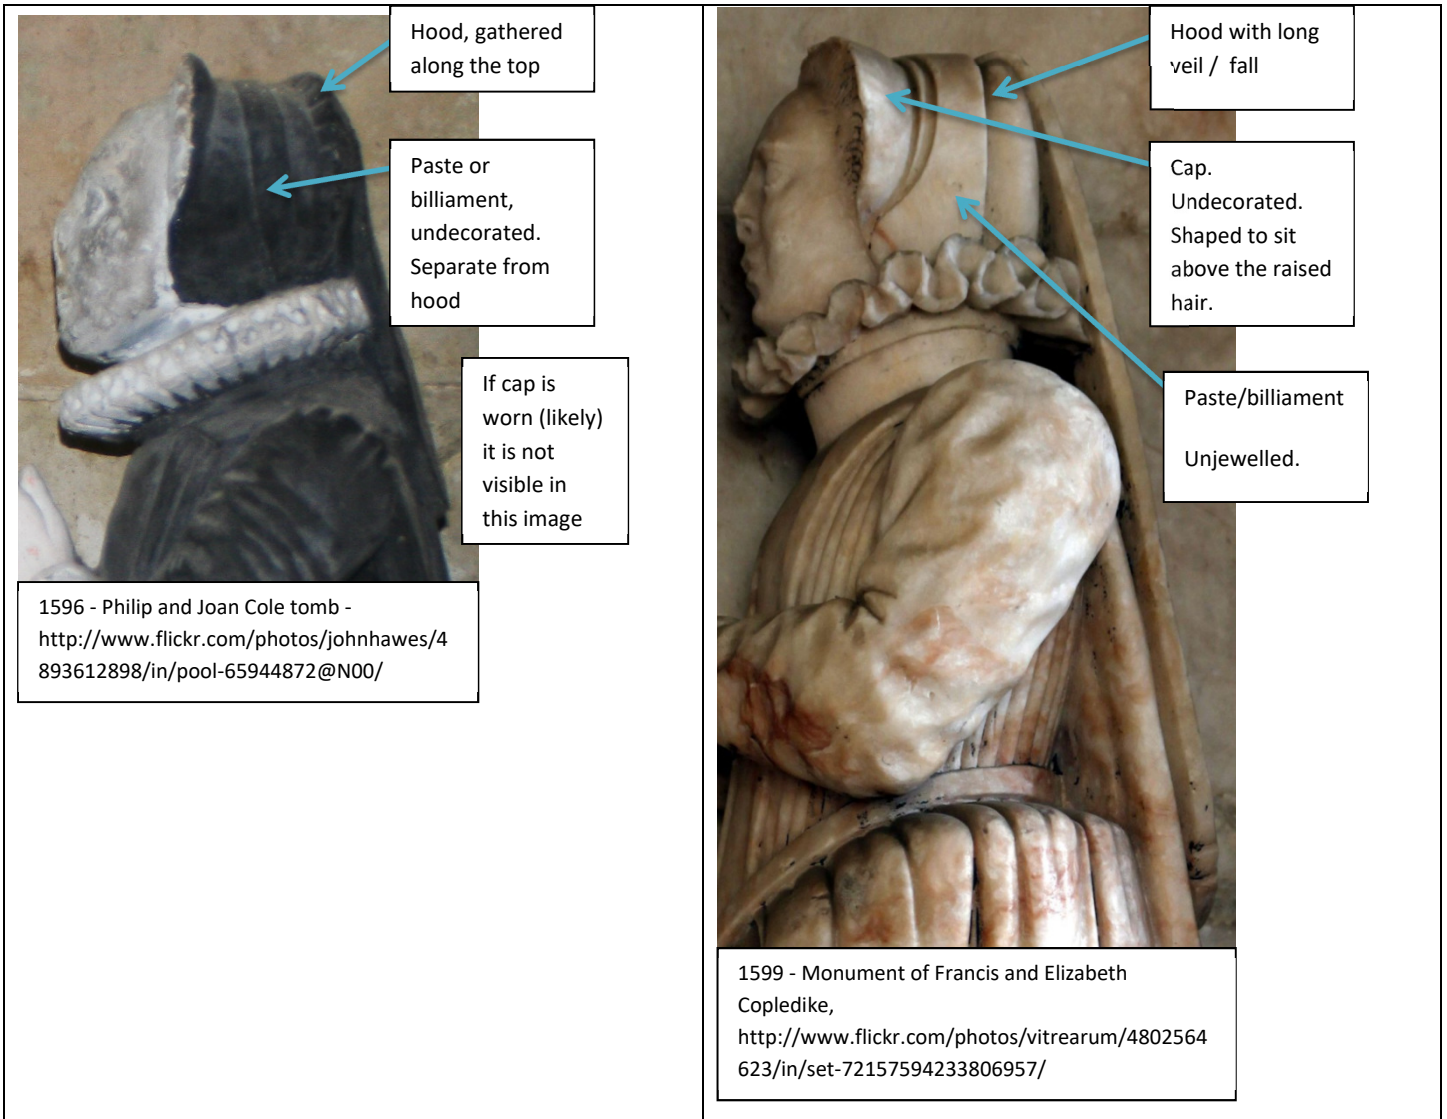 Hood, gathered
along the top
Paste or
billiament,
undecorated.
Separate from
hood
If cap is
worn (likely)
it is not
visible in
this image
1596 - Philip and Joan Cole tomb -
http://www.flickr.com/photos/johnhawes/4
893612898/in/pool-65944872@N00/
Hood with long
veil / fall
Cap.
Undecorated.
Shaped to sit
above the raised
hair.
Paste/billiament
Unjewelled.
1599 - Monument of Francis and Elizabeth
Copledike,
http://www.flickr.com/photos/vitrearum/4802564
623/in/set-72157594233806957/